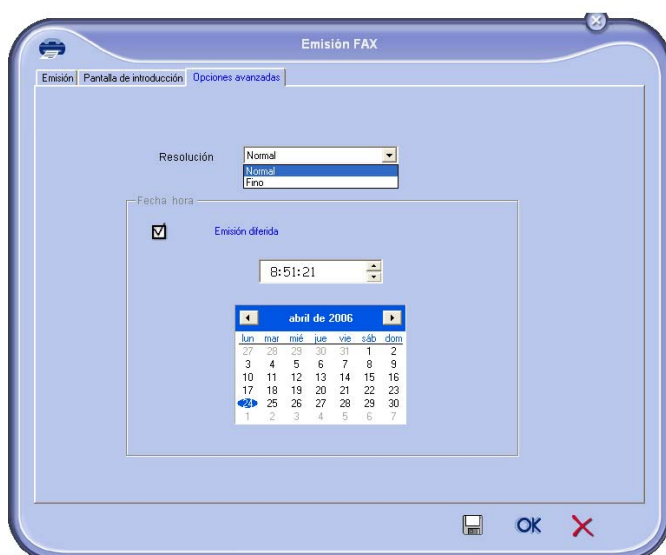 Emisión FAX
Emisión Pantalla de introducción Opciones avanzadas
Resolución Normal
Normal
Fino
Fecha hora
Emisión diferida
8:51:21
abril de 2006
lun mar mié jue vie sáb dom
27 28 29 30 31 1 2
3 4 5 6 7 8 9
10 11 12 13 14 15 16
17 18 19 20 21 22 23
24 25 26 27 28 29 30
1 2 3 4 5 6 7
OK